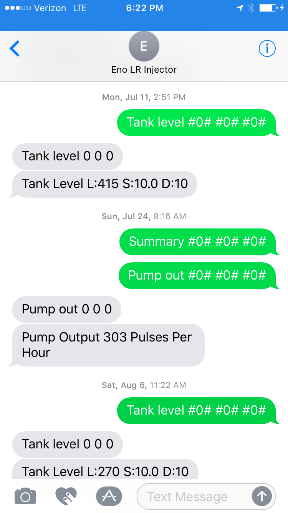 Verizon LTE 6:22 PM
E
Eno LR Injector
Mon, Jul 11, 2:51 PM
Tank level #0# #0# #0#
Tank level 0 0 0
Tank Level L:415 S:10.0 D:10
Sun, Jul 24, 8:16 AM
Summary #0# #0# #0#
Pump out #0# #0# #0#
Pump out 0 0 0
Pump Output 303 Pulses Per
Hour
Sat, Aug 6, 11:22 AM
Tank level #0# #0# #0#
Tank level 0 0 0
Tank Level L:270 S:10.0 D:10
Text Message